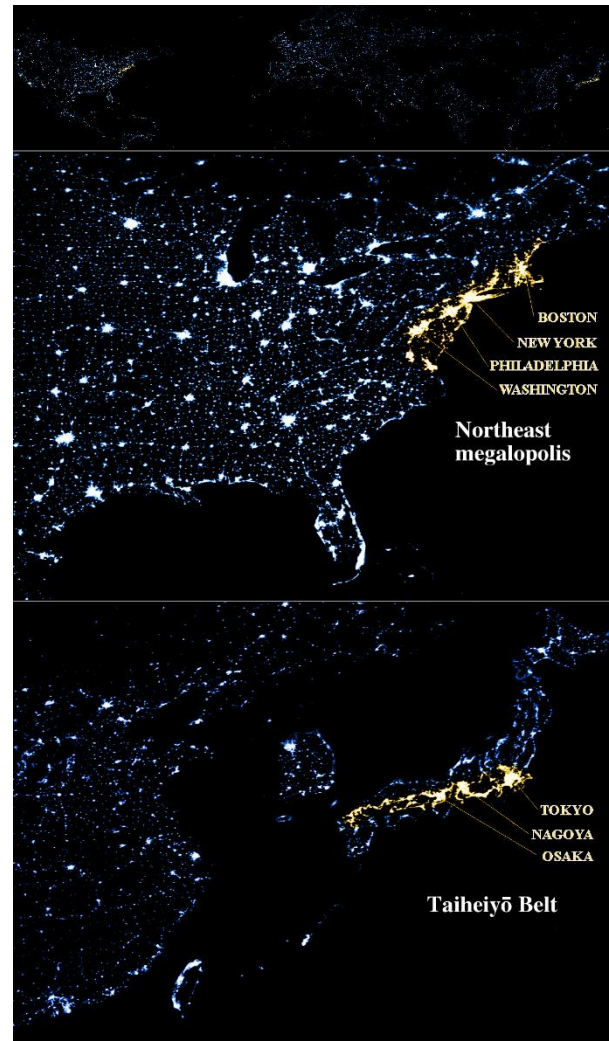 BOSTON
NEW YORK
PHILADELPHIA
WASHINGTON
Northeast
megalopolis
TOKYO
NAGOYA
OSAKA
Taiheiyō Belt